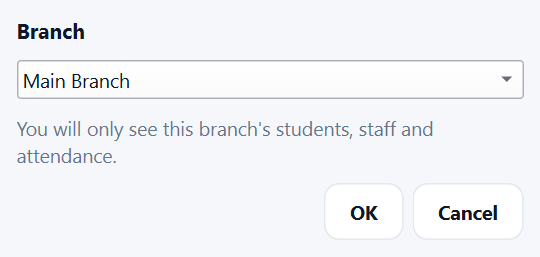 Branch
Main Branch
You will only see this branch's students, staff and
attendance.
OK
Cancel